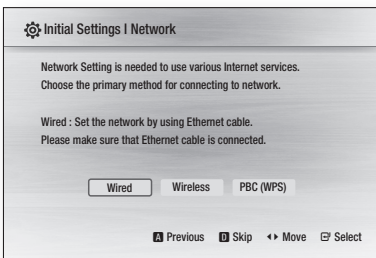 Initial Settings I Network
Network Setting is needed to use various Internet services.
Choose the primary method for connecting to network.
Wired : Set the network by using Ethernet cable.
Please make sure that Ethernet cable is connected.
Wired Wireless PBC (WPS)
A Previous D Skip Move Select